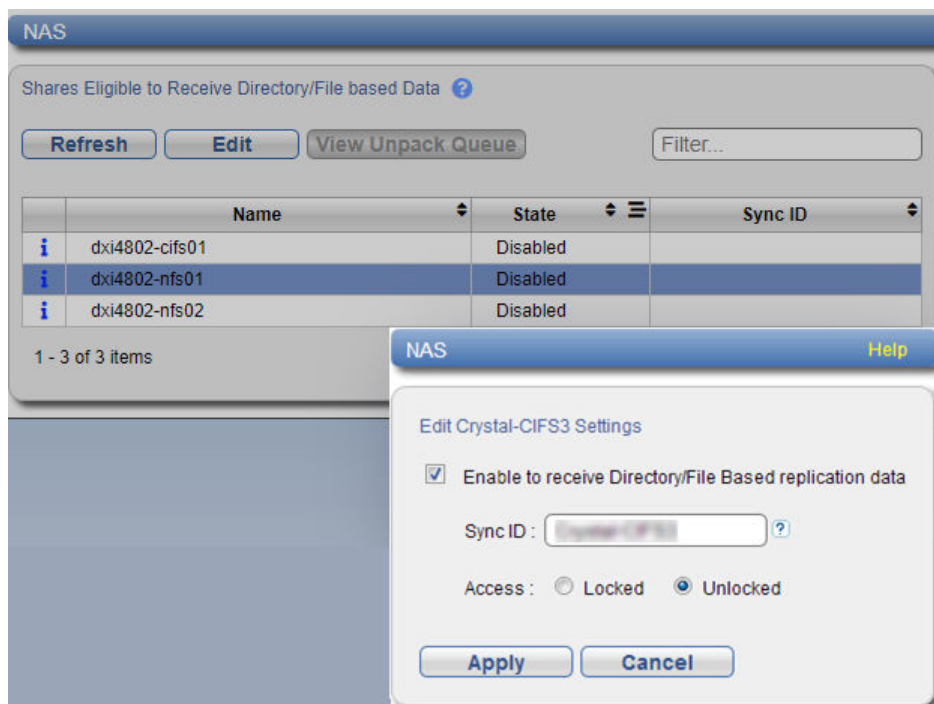 NAS
Shares Eligible to Receive Directory/File based Data ?
Refresh Edit View Unpack Queue Filter...
Name State Sync ID
i dxi4802-cifs01 Disabled
i dxi4802-nfs01 Disabled
i dxi4802-nfs02 Disabled
1 - 3 of 3 items
NAS Help
Edit Crystal-CIFS3 Settings
Enable to receive Directory/File Based replication data
Sync ID : ?
Access : Locked Unlocked
Apply Cancel